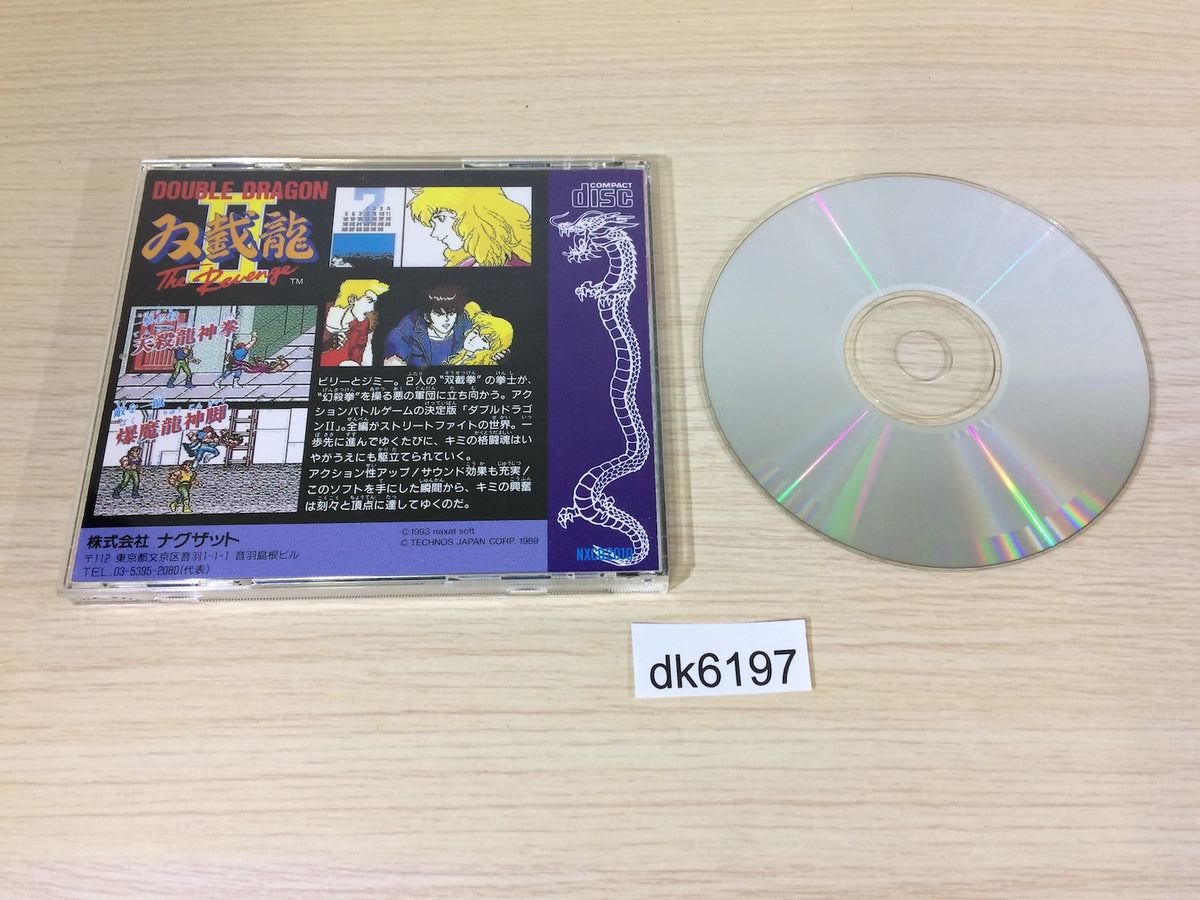 DOUBLE DRAGON
II
双截龍
The Revenge
TM
7
COMPACT
disc
天殺龍神拳
爆魔龍神脚
ビリーとジミー。2人の"双截拳"の拳士が、
"幻殺拳"を操る悪の軍団に立ち向かう。アク
ションバトルゲームの決定版「ダブルドラゴ
ンII」。全編がストリートファイトの世界。一
歩先に進んでゆくたびに、キミの格闘魂はい
やがうえにも駆立てられていく。
アクション性アップ!サウンド効果も充実!
このソフトを手にした瞬間から、キミの興奮
は刻々と頂点に達してゆくのだ。
株式会社 ナグザット
〒112 東京都文京区音羽1-1-1 音羽島根ビル
TEL.03-5395-2080(代表)
©1993 naxat soft
© TECHNOS JAPAN CORP. 1989
NXCD2010
dk6197